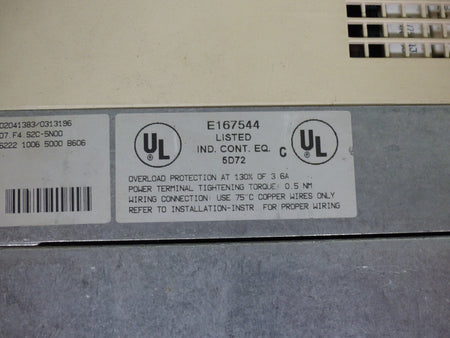 02041383/0313196
07.F4.S2C-5N00
6222 1006 5000 8606
UL
E167544
LISTED
IND. CONT. EQ.
5D72
C UL
OVERLOAD PROTECTION AT 130% OF 3.6A
POWER TERMINAL TIGHTENING TORQUE: 0.5 NM
WIRING CONNECTION: USE 75°C COPPER WIRES ONLY
REFER TO INSTALLATION-INSTR. FOR PROPER WIRING